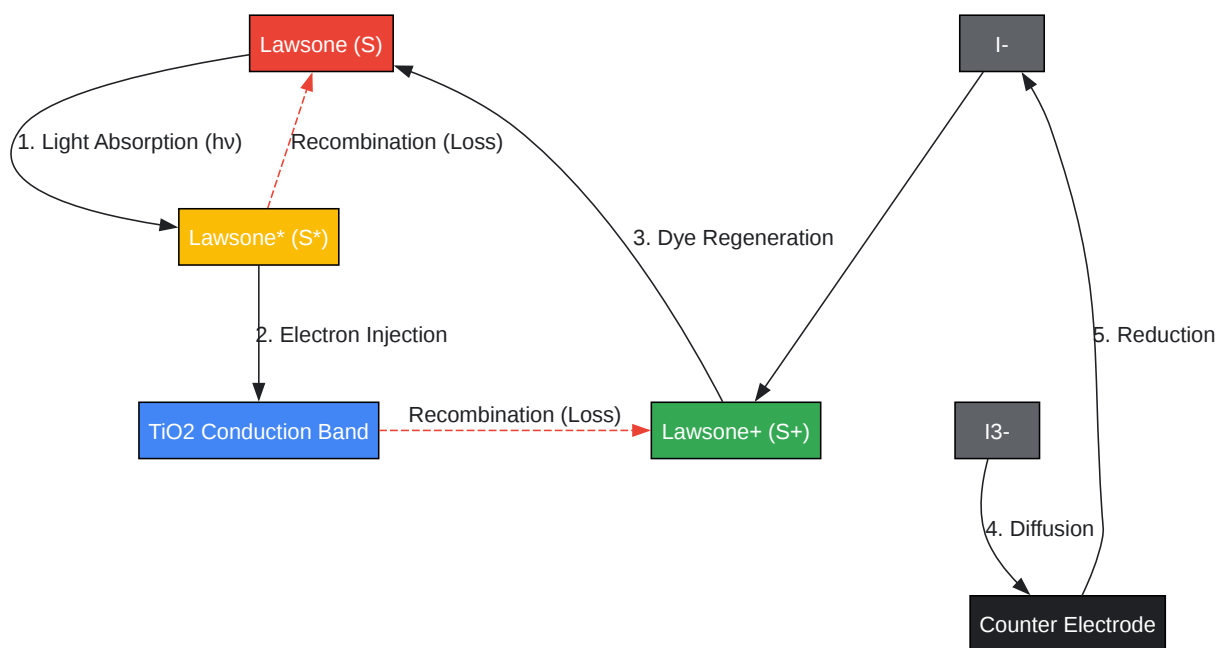 Lawsone (S)
I-
1. Light Absorption (hν)
Recombination (Loss)
Lawsone* (S*)
3. Dye Regeneration
2. Electron Injection
5. Reduction
TiO2 Conduction Band
Recombination (Loss)
Lawsone+ (S+)
I3-
4. Diffusion
Counter Electrode